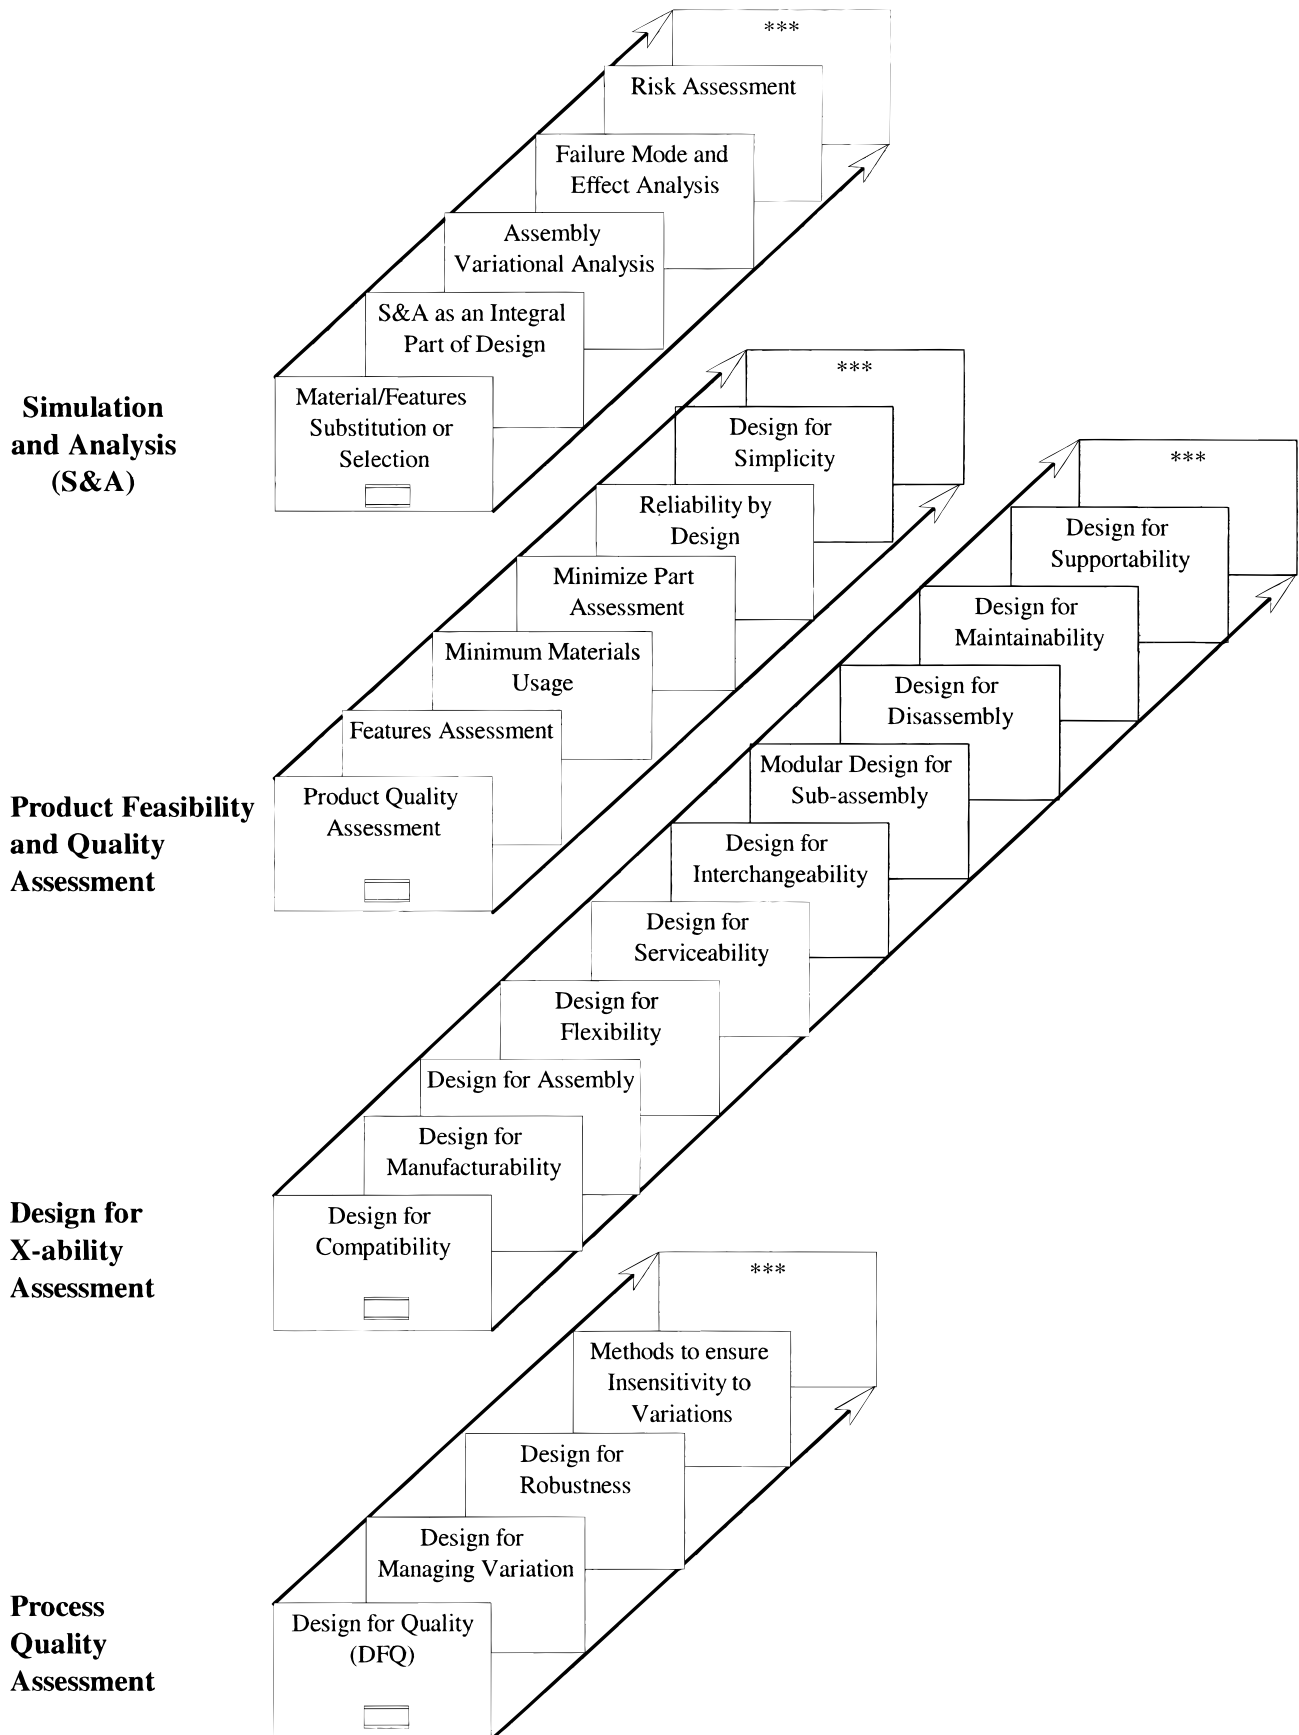 ***
Risk Assessment
Failure Mode and
Effect Analysis
Assembly
Variational Analysis
S&A as an Integral
Part of Design
Material/Features
Substitution or
Selection
Simulation
and Analysis
(S&A)
***
Design for
Simplicity
Reliability by
Design
Minimize Part
Assessment
Minimum Materials
Usage
Features Assessment
Product Quality
Assessment
Product Feasibility
and Quality
Assessment
***
Design for
Supportability
Design for
Maintainability
Design for
Disassembly
Modular Design for
Sub-assembly
Design for
Interchangeability
Design for
Serviceability
Design for
Flexibility
Design for Assembly
Design for
Manufacturability
Design for
Compatibility
Design for
X-ability
Assessment
***
Methods to ensure
Insensitivity to
Variations
Design for
Robustness
Design for
Managing Variation
Design for Quality
(DFQ)
Process
Quality
Assessment